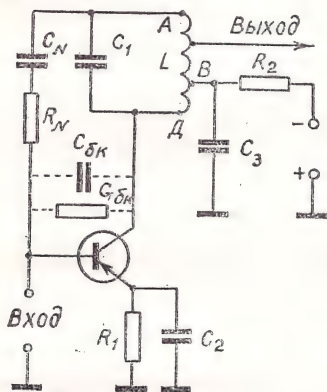 А
Выход
C_N
C_1
L
В
R_2
R_N
Д
C_3
−
+
C_бк
G_бк
Вход
R_1
C_2